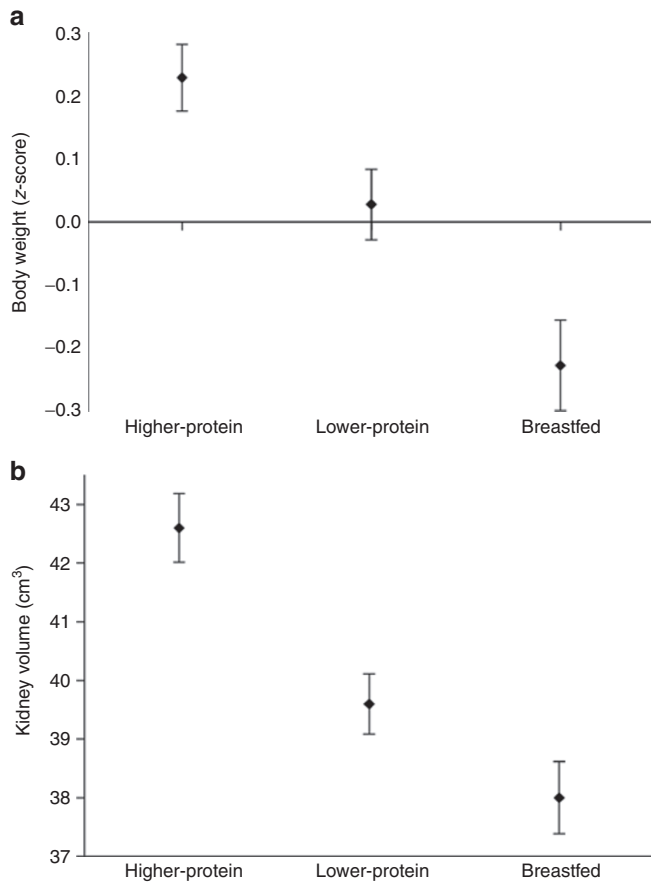 a
0.3
0.2
0.1
0.0
−0.1
−0.2
−0.3
Body weight (z-score)
Higher-protein Lower-protein Breastfed
b
43
42
41
40
39
38
37
Kidney volume (cm³)
Higher-protein Lower-protein Breastfed